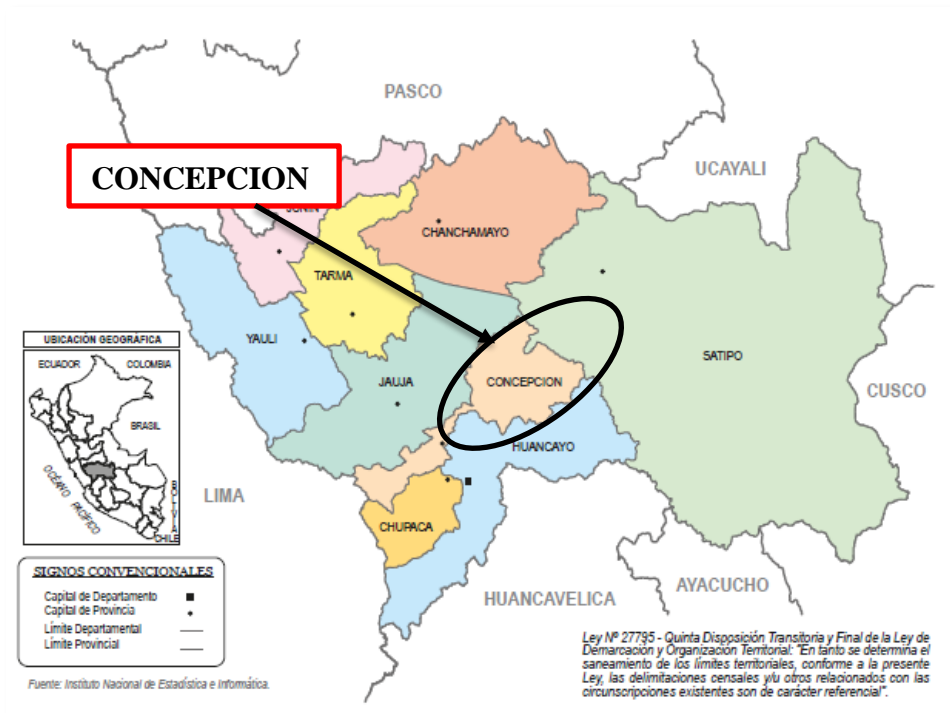 PASCO
UCAYALI
CONCEPCION
JUNIN
CHANCHAMAYO
TARMA
YAULI
SATIPO
JAUJA
CONCEPCION
CUSCO
HUANCAYO
LIMA
CHUPACA
HUANCAVELICA
AYACUCHO
UBICACIÓN GEOGRÁFICA
ECUADOR
COLOMBIA
BRASIL
OCÉANO PACÍFICO
BOLIVIA
CHILE
SIGNOS CONVENCIONALES
Capital de Departamento
Capital de Provincia
Límite Departamental
Límite Provincial
Fuente: Instituto Nacional de Estadística e Informática.
Ley Nº 27795 - Quinta Disposición Transitoria y Final de la Ley de
Demarcación y Organización Territorial: "En tanto se determina el
saneamiento de los límites territoriales, conforme a la presente
Ley, las delimitaciones censales y/u otros relacionados con las
circunscripciones existentes son de carácter referencial".